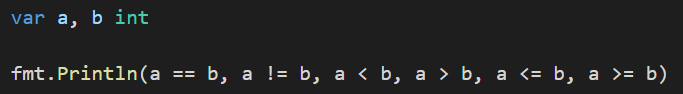 var a, b int
fmt.Println(a == b, a != b, a < b, a > b, a <= b, a >= b)